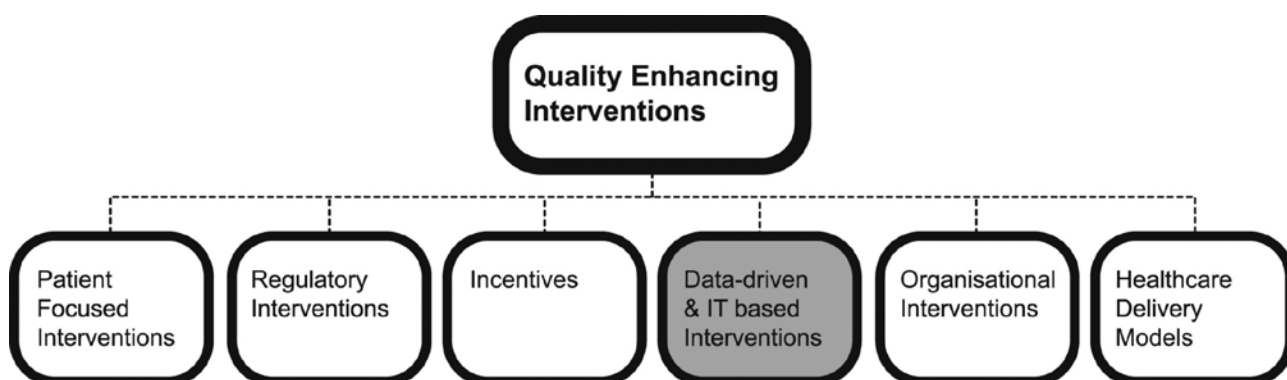 Quality Enhancing
Interventions
Patient
Focused
Interventions
Regulatory
Interventions
Incentives
Data-driven
& IT based
Interventions
Organisational
Interventions
Healthcare
Delivery
Models